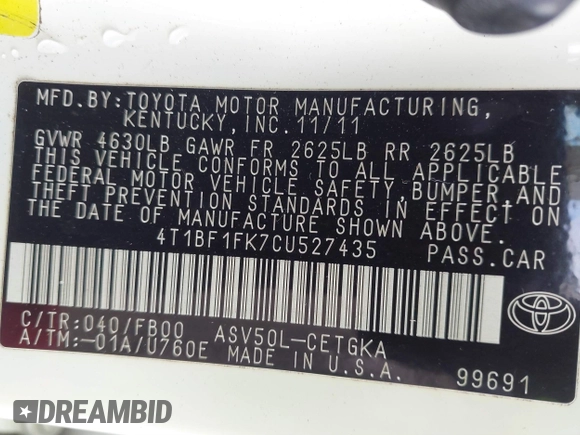 MFD.BY:TOYOTA MOTOR MANUFACTURING,
KENTUCKY, INC. 11/11
GVWR 4630LB GAWR FR 2625LB RR 2625LB
THIS VEHICLE CONFORMS TO ALL APPLICABLE
FEDERAL MOTOR VEHICLE SAFETY, BUMPER, AND
THEFT PREVENTION STANDARDS IN EFFECT ON
THE DATE OF MANUFACTURE SHOWN ABOVE.
4T1BF1FK7CU527435 PASS.CAR
C/TR:040/FB00 ASV50L-CETGKA
A/TM:-01A/U760E MADE IN U.S.A. 99691
DREAMBID